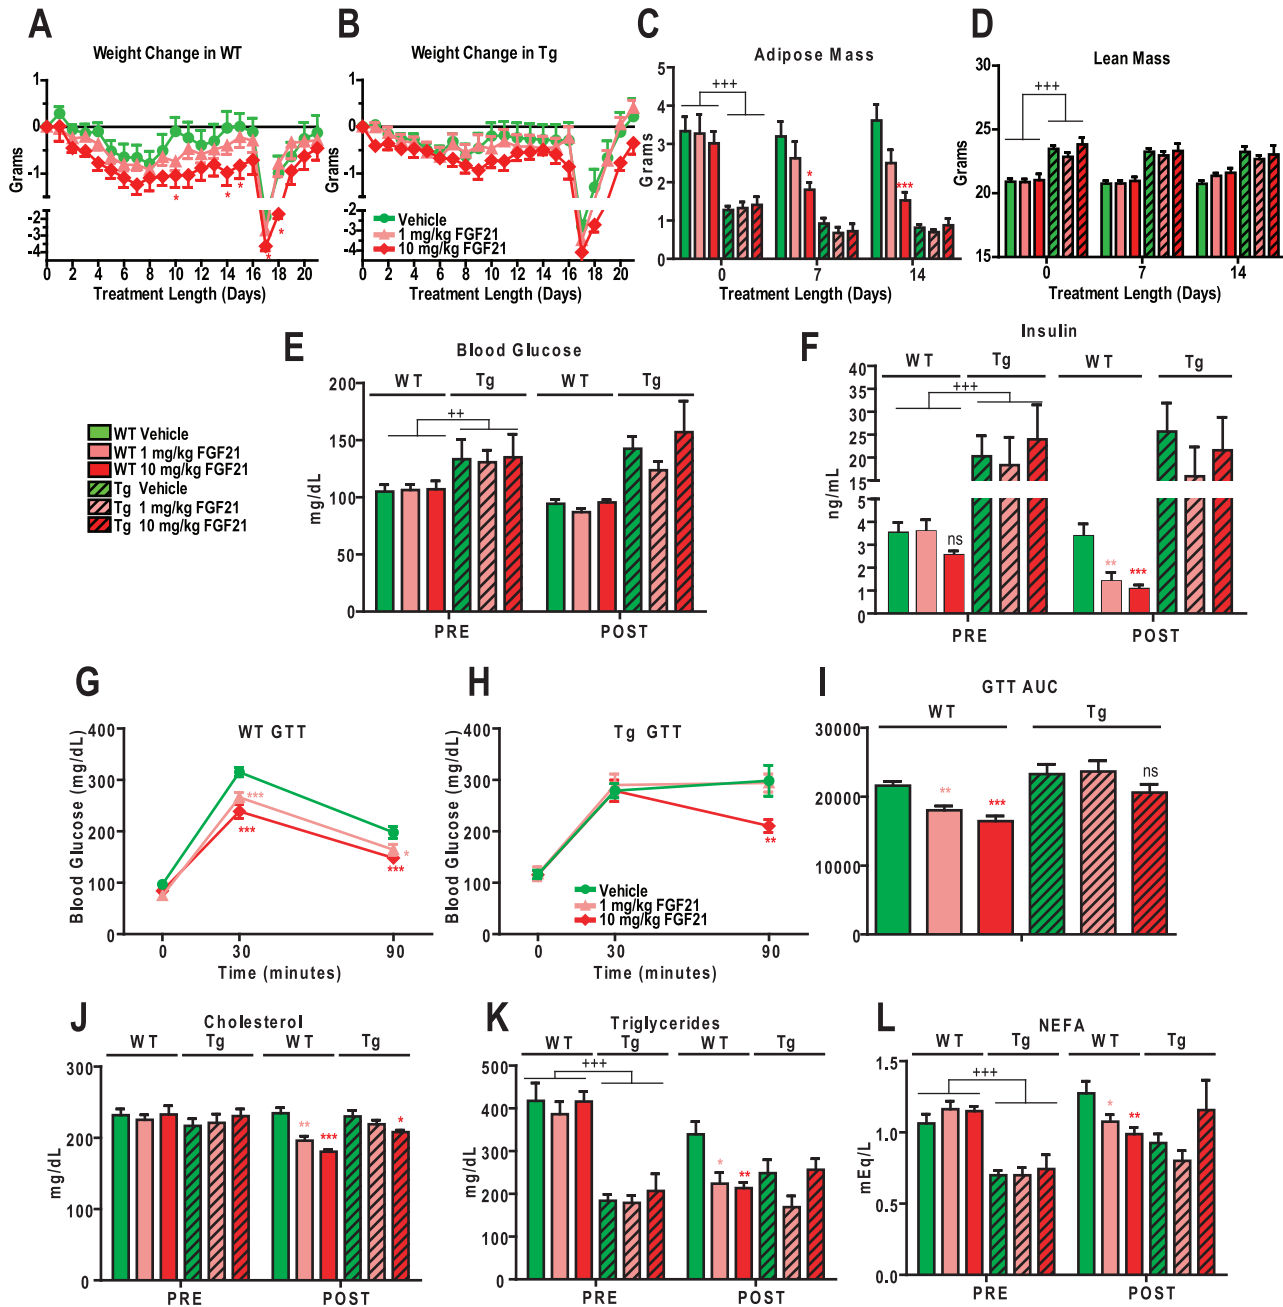 A
Weight Change in WT
1
0
-1
-2
-3
-4
Grams
0 2 4 6 8 10 12 14 16 18 20
Treatment Length (Days)
* * * * *
B
Weight Change in Tg
1
0
-1
-2
-3
-4
Grams
Vehicle
1 mg/kg FGF21
10 mg/kg FGF21
0 2 4 6 8 10 12 14 16 18 20
Treatment Length (Days)
C
Adipose Mass
5
4
3
2
1
0
Grams
+++
*
***
0 7 14
Treatment Length (Days)
D
Lean Mass
30
25
20
15
Grams
+++
0 7 14
Treatment Length (Days)
WT Vehicle
WT 1 mg/kg FGF21
WT 10 mg/kg FGF21
Tg Vehicle
Tg 1 mg/kg FGF21
Tg 10 mg/kg FGF21
E
Blood Glucose
WT Tg WT Tg
200
150
100
50
0
mg/dL
++
PRE POST
F
Insulin
WT Tg WT Tg
40
35
30
25
20
15
5
4
3
2
1
0
ng/mL
+++
ns
**
***
PRE POST
G
WT GTT
400
300
200
100
0
Blood Glucose (mg/dL)
***
***
*
***
0 30 90
Time (minutes)
H
Tg GTT
400
300
200
100
0
Blood Glucose (mg/dL)
**
Vehicle
1 mg/kg FGF21
10 mg/kg FGF21
0 30 90
Time (minutes)
I
GTT AUC
WT Tg
30000
20000
10000
0
**
***
ns
J
Cholesterol
WT Tg WT Tg
300
200
100
0
mg/dL
**
***
*
PRE POST
K
Triglycerides
WT Tg WT Tg
500
400
300
200
100
0
mg/dL
+++
*
**
PRE POST
L
NEFA
WT Tg WT Tg
1.5
1.0
0.5
0.0
mEq/L
+++
*
**
PRE POST